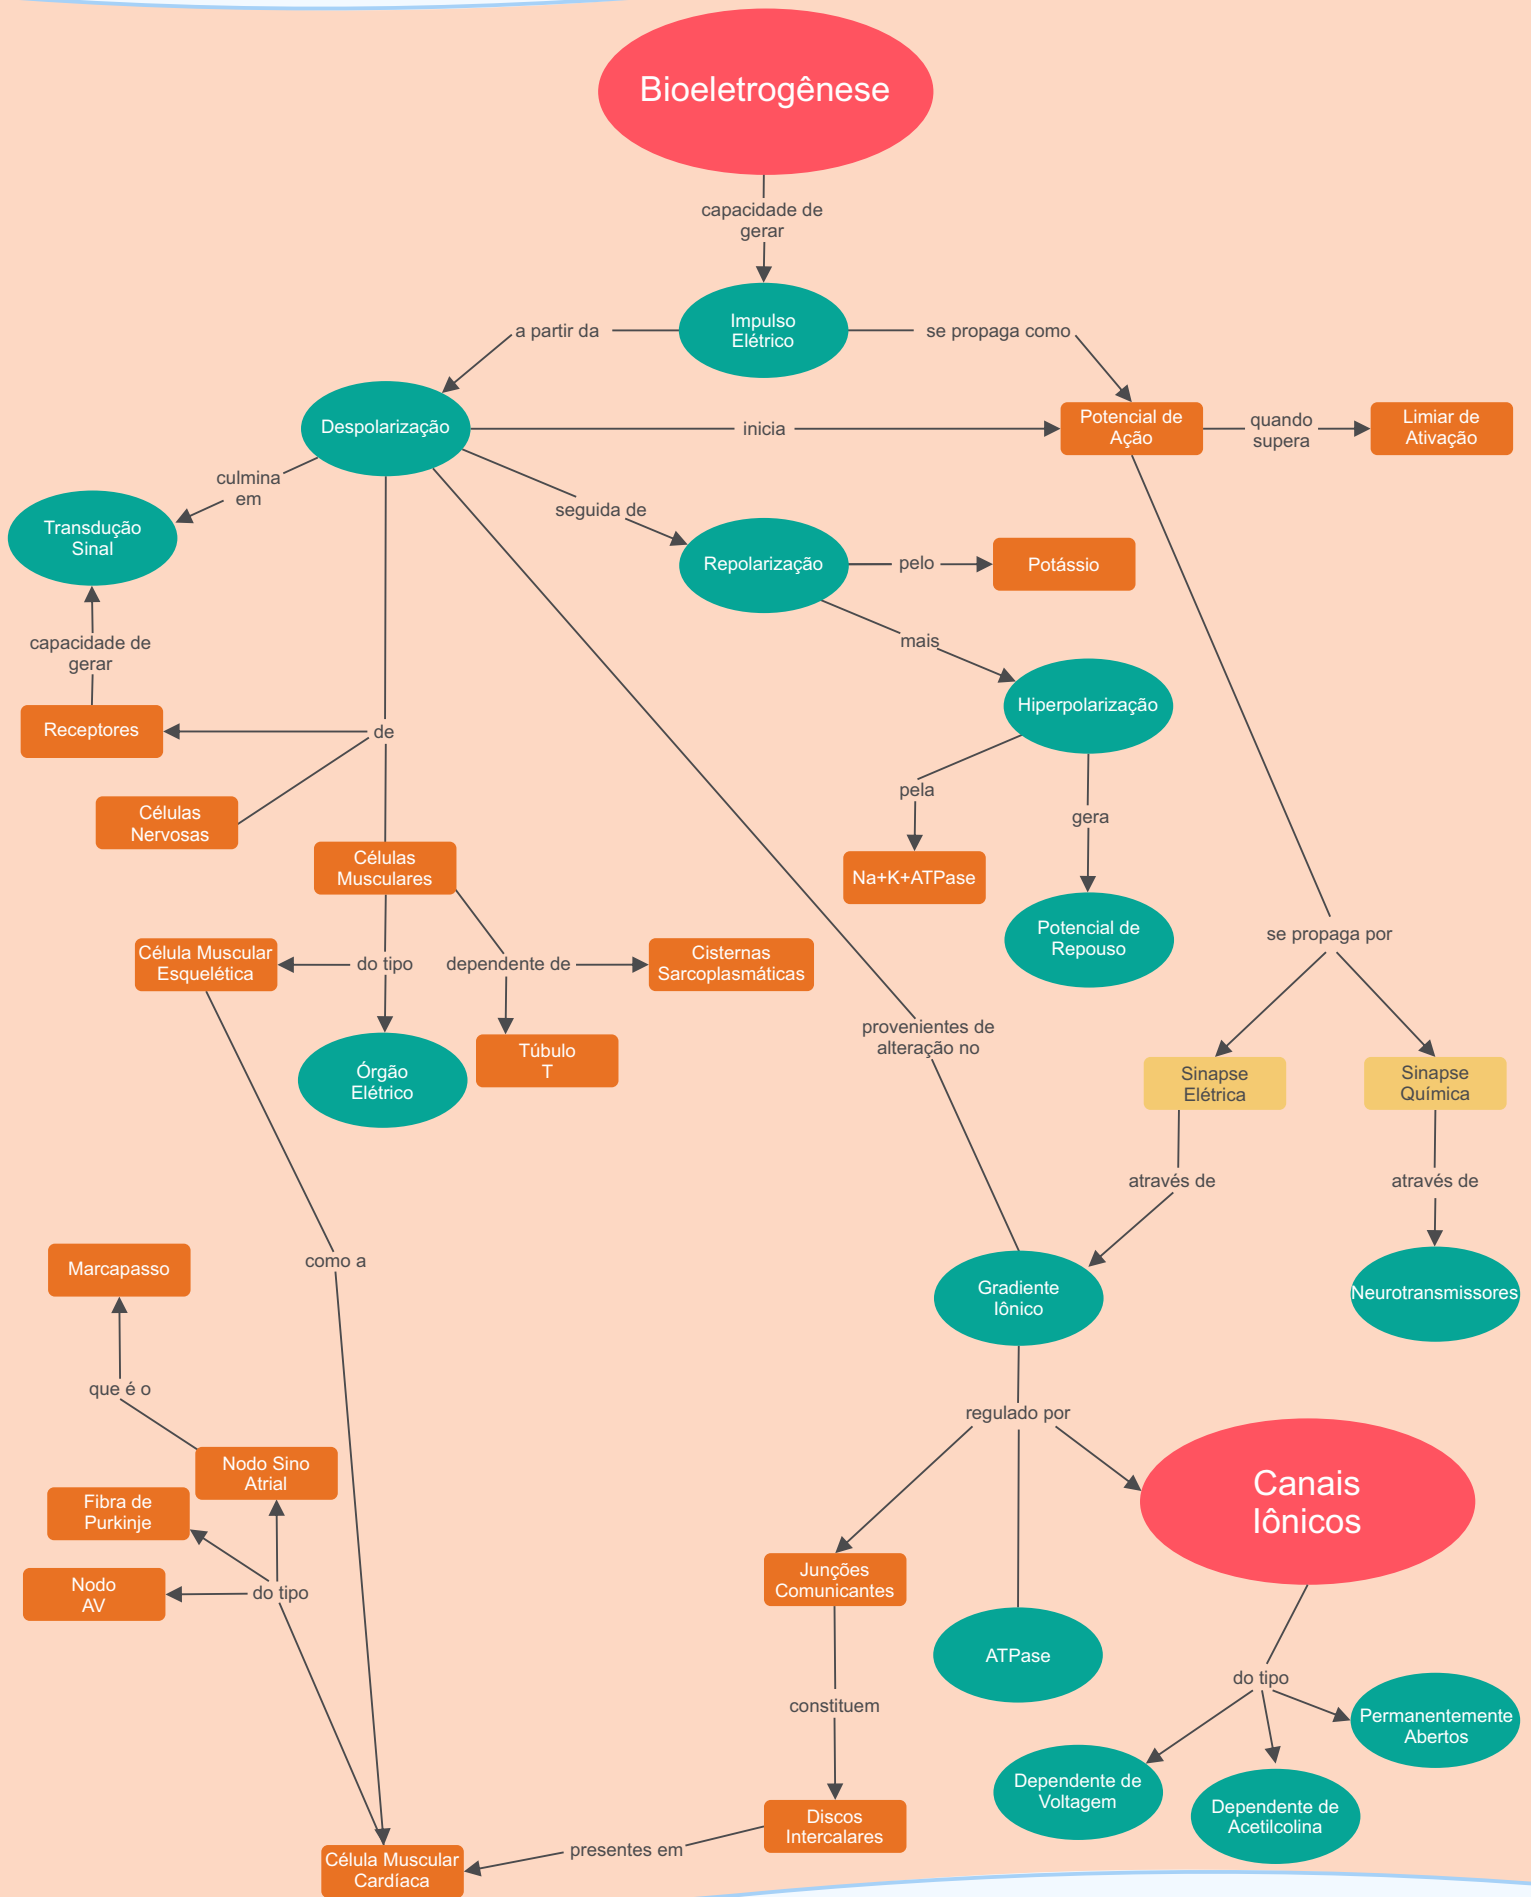 Bioeletrogênese
capacidade de
gerar
Impulso
Elétrico
a partir da
se propaga como
Despolarização
inicia
Potencial de
Ação
quando
supera
Limiar de
Ativação
culmina
em
Transdução
Sinal
seguida de
Repolarização
pelo
Potássio
capacidade de
gerar
mais
Hiperpolarização
Receptores
de
Células
Nervosas
pela
gera
Células
Musculares
Na+K+ATPase
Potencial de
Repouso
se propaga por
Célula Muscular
Esquelética
do tipo
dependente de
Cisternas
Sarcoplasmáticas
Túbulo
T
Órgão
Elétrico
provenientes de
alteração no
Sinapse
Elétrica
Sinapse
Química
através de
através de
como a
Marcapasso
Gradiente
Iônico
Neurotransmissores
que é o
regulado por
Nodo Sino
Atrial
Canais
Iônicos
Fibra de
Purkinje
Nodo
AV
do tipo
Junções
Comunicantes
ATPase
do tipo
constituem
Permanentemente
Abertos
Dependente de
Voltagem
Dependente de
Acetilcolina
Discos
Intercalares
presentes em
Célula Muscular
Cardíaca